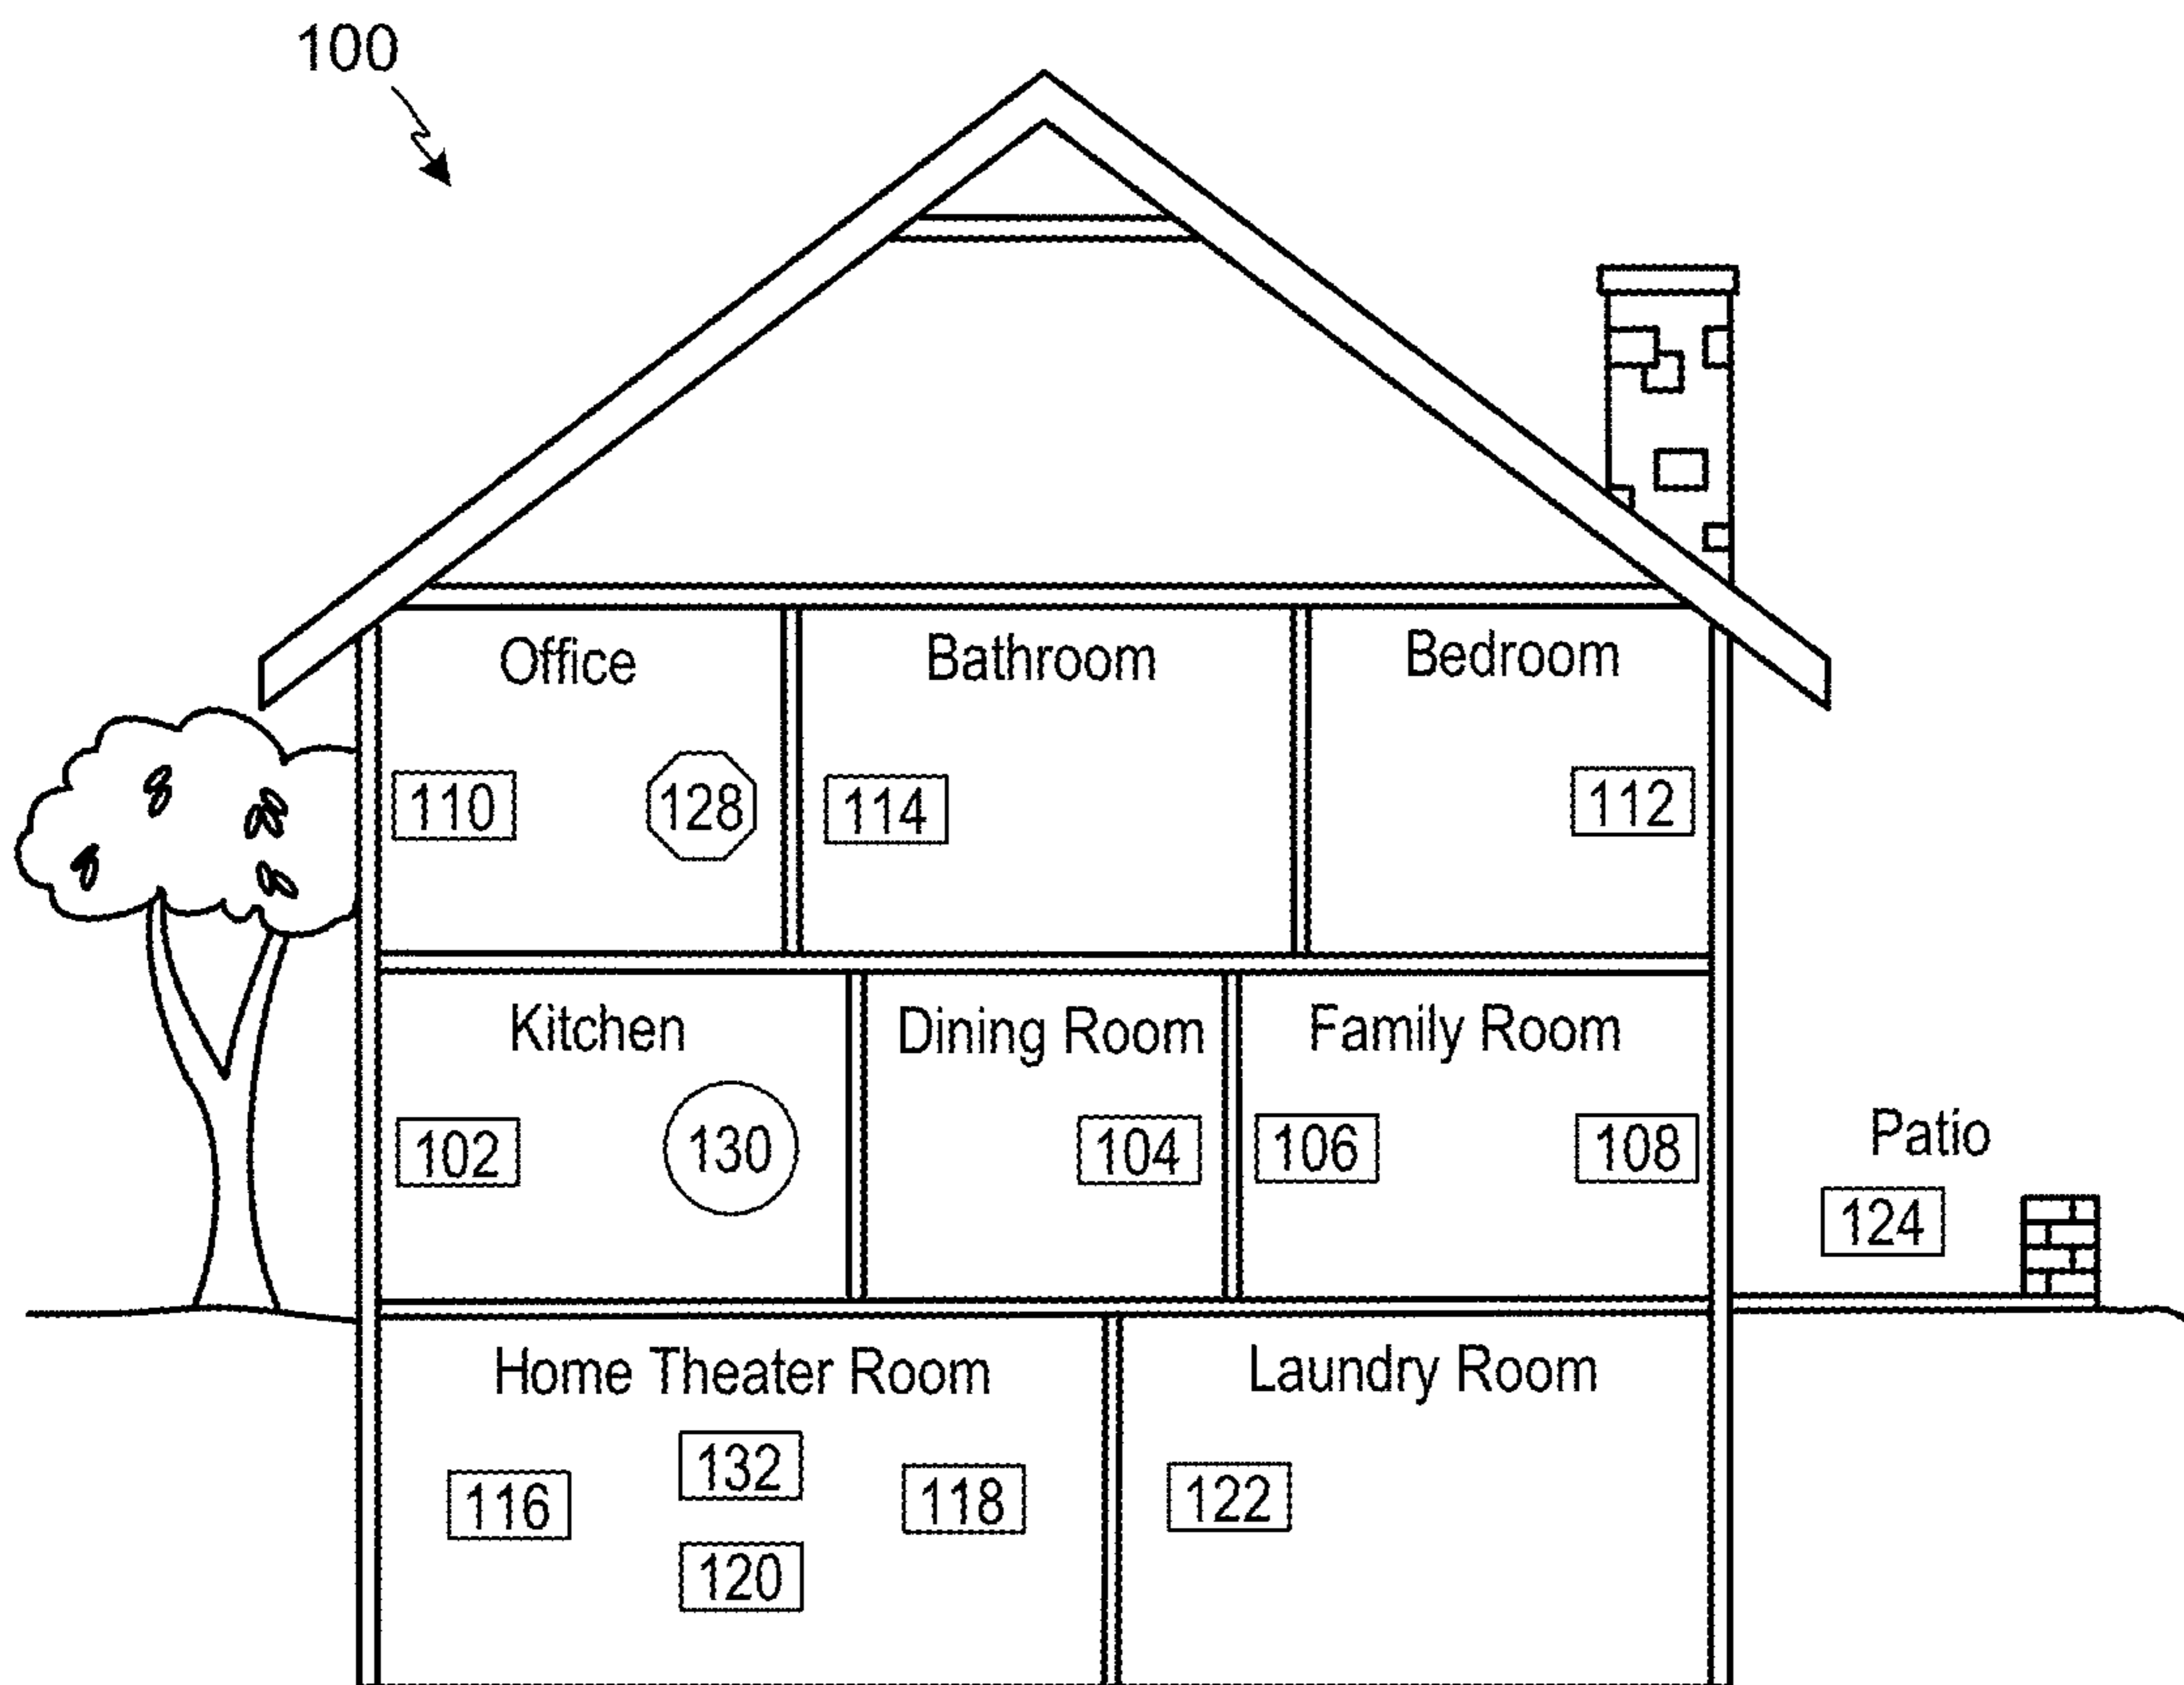 100
Office
Bathroom
Bedroom
110
128
114
112
Kitchen
Dining Room
Family Room
102
130
104
106
108
Patio
124
Home Theater Room
Laundry Room
132
116
118
122
120